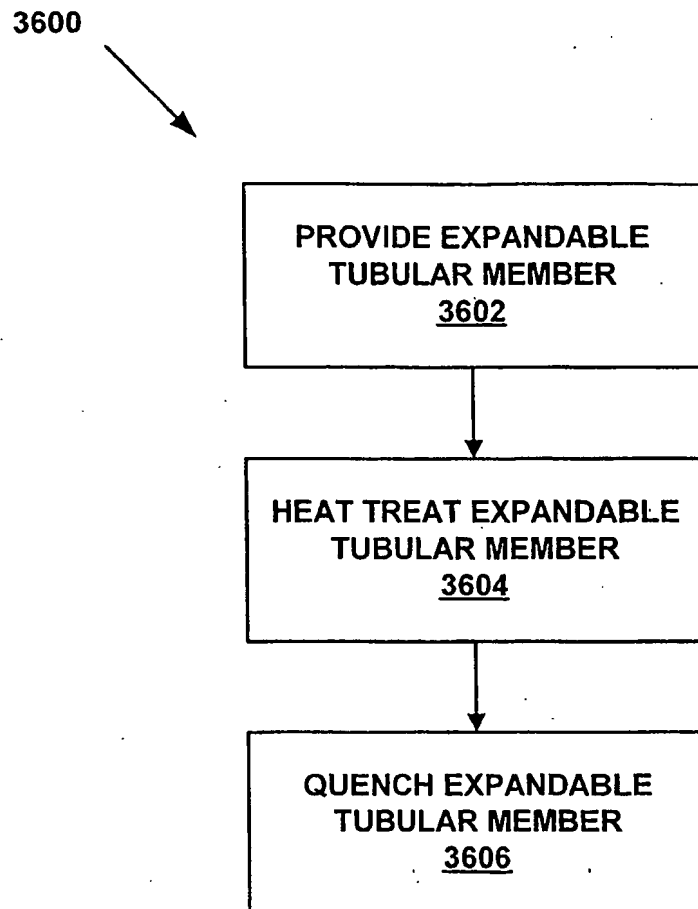 3600
PROVIDE EXPANDABLE
TUBULAR MEMBER
3602
HEAT TREAT EXPANDABLE
TUBULAR MEMBER
3604
QUENCH EXPANDABLE
TUBULAR MEMBER
3606